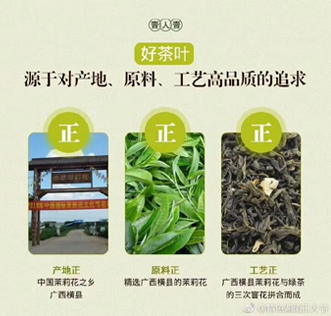 壹人壹
好茶叶
源于对产地、原料、工艺高品质的追求
正
正
正
产地正
原料正
工艺正
中国茉莉花之乡
广西横县
精选广西横县的茉莉花
广西横县茉莉花与绿茶
的三次窨花拼合而成